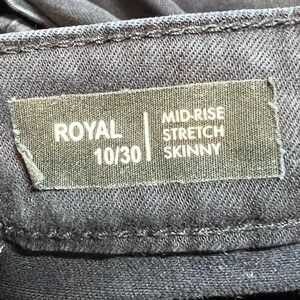 ROYAL
10/30
MID-RISE
STRETCH
SKINNY